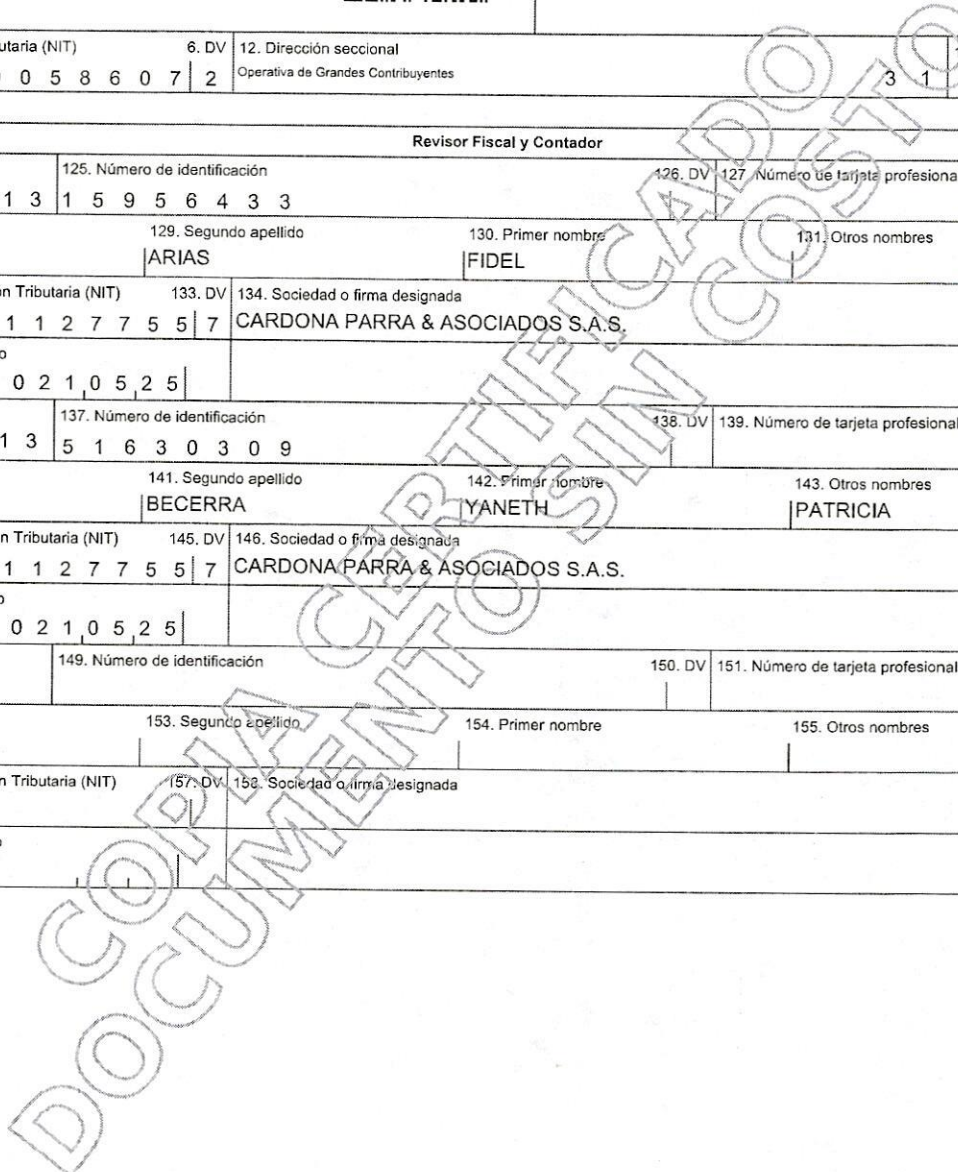 utaria (NIT) 6. DV 12. Dirección seccional
0 5 8 6 0 7 2 Operativa de Grandes Contribuyentes 3 1
Revisor Fiscal y Contador
125. Número de identificación 126. DV 127. Número de tarjeta profesional
1 3 1 5 9 5 6 4 3 3
129. Segundo apellido 130. Primer nombre 131. Otros nombres
ARIAS FIDEL
n Tributaria (NIT) 133. DV 134. Sociedad o firma designada
1 1 2 7 7 5 5 7 CARDONA PARRA & ASOCIADOS S.A.S.
o
0 2 1 0 5 2 5
137. Número de identificación 138. DV 139. Número de tarjeta profesional
1 3 5 1 6 3 0 3 0 9
141. Segundo apellido 142. Primer nombre 143. Otros nombres
BECERRA YANETH PATRICIA
n Tributaria (NIT) 145. DV 146. Sociedad o firma designada
1 1 2 7 7 5 5 7 CARDONA PARRA & ASOCIADOS S.A.S.
o
0 2 1 0 5 2 5
149. Número de identificación 150. DV 151. Número de tarjeta profesional
153. Segundo apellido 154. Primer nombre 155. Otros nombres
n Tributaria (NIT) 157. DV 158. Sociedad o firma designada
o
COPIA CERTIFICADO
DOCUMENTO SIN COSTO